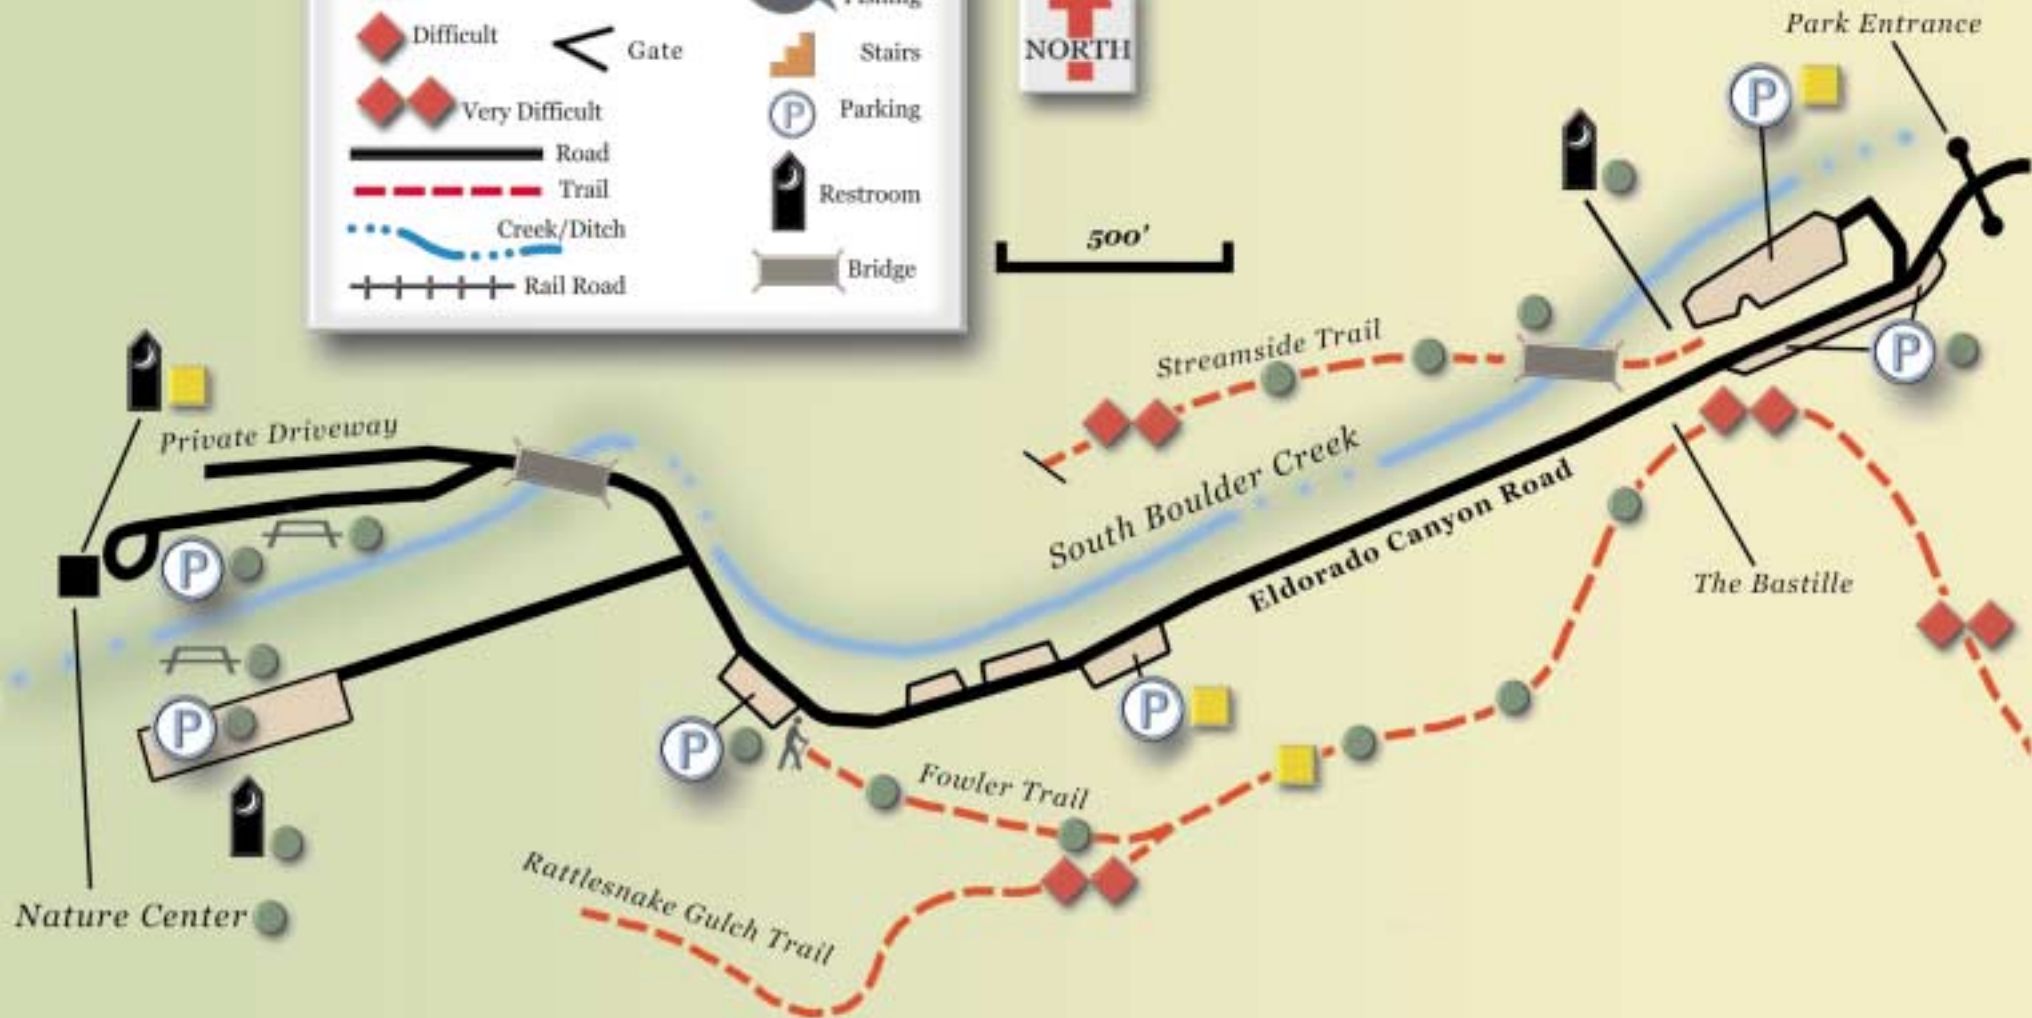 Difficult
Gate
Very Difficult
Road
Trail
Creek/Ditch
Rail Road
Stairs
P
Parking
Restroom
Bridge
NORTH
500'
Park Entrance
P
Streamside Trail
P
Private Driveway
South Boulder Creek
Eldorado Canyon Road
The Bastille
P
P
P
P
Fowler Trail
Rattlesnake Gulch Trail
Nature Center